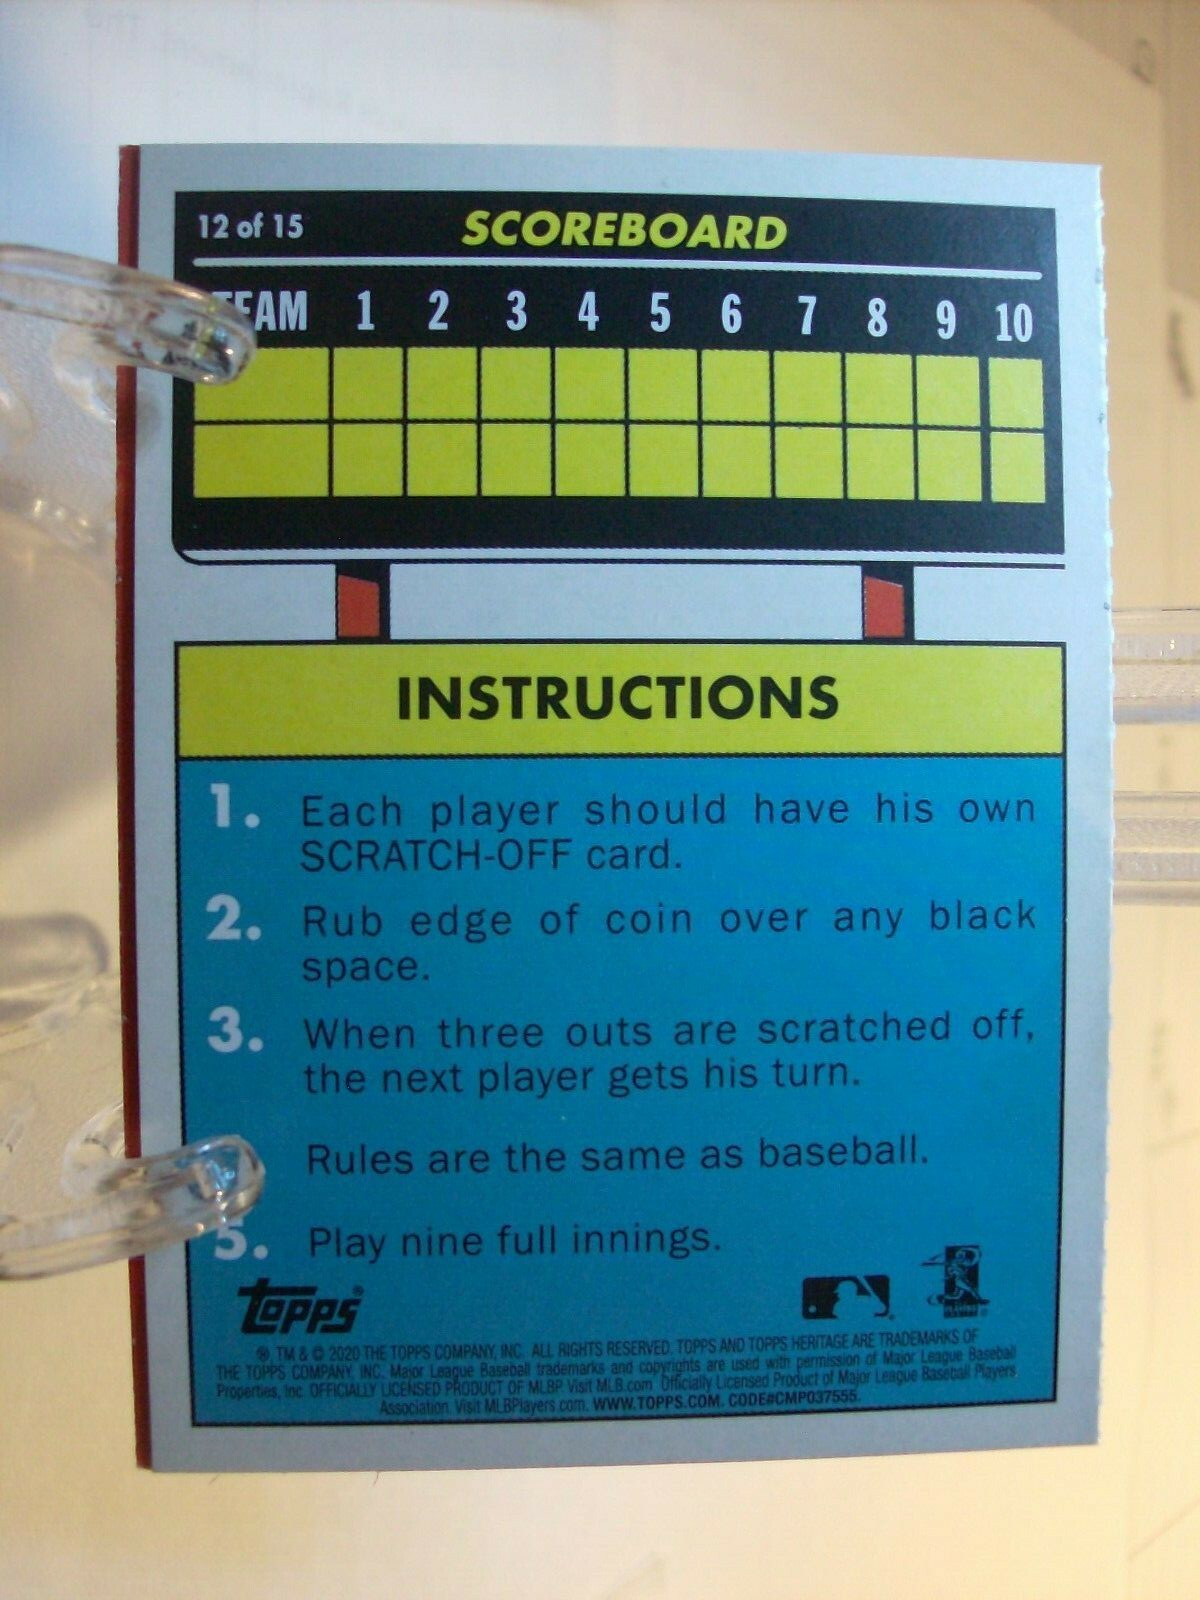 12 of 15 SCOREBOARD
TEAM 1 2 3 4 5 6 7 8 9 10
INSTRUCTIONS
1. Each player should have his own
SCRATCH-OFF card.
2. Rub edge of coin over any black
space.
3. When three outs are scratched off,
the next player gets his turn.
Rules are the same as baseball.
5. Play nine full innings.
topps®
®, TM & © 2020 THE TOPPS COMPANY, INC. ALL RIGHTS RESERVED. TOPPS AND TOPPS HERITAGE ARE TRADEMARKS OF
THE TOPPS COMPANY, INC. Major League Baseball trademarks and copyrights are used with permission of Major League Baseball
Properties, Inc. OFFICIALLY LICENSED PRODUCT OF MLBP. Visit MLB.com. Officially Licensed Product of Major League Baseball Players
Association. Visit MLBPlayers.com. WWW.TOPPS.COM. CODE#CMP037555.